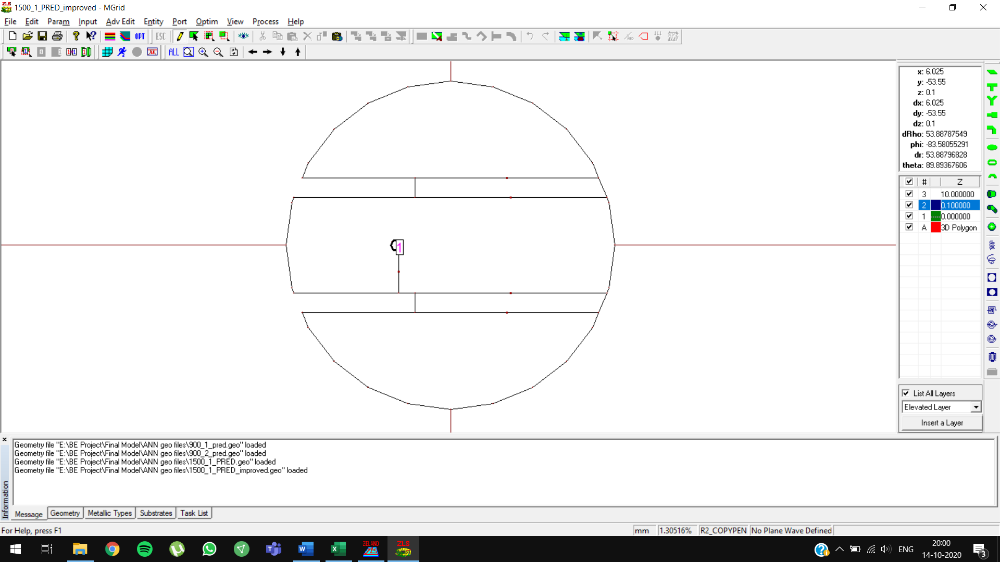 1500_1_PRED_improved - MGrid
File Edit Param Input Adv Edit Entity Port Optim View Process Help
OPT ESC
ALL
x: 6.025
y: -53.55
z: 0.1
dx: 6.025
dy: -53.55
dz: 0.1
dRho: 53.88787549
phi: -83.58055291
dr: 53.88796828
theta: 89.89367606
# Z
3 10.000000
2 0.100000
1 0.000000
A 3D Polygon
1
List All Layers
Elevated Layer
Insert a Layer
Information
Geometry file "E:\BE Project\Final Model\ANN geo files\900_1_pred.geo" loaded
Geometry file "E:\BE Project\Final Model\ANN geo files\900_2_pred.geo" loaded
Geometry file "E:\BE Project\Final Model\ANN geo files\1500_1_PRED.geo" loaded
Geometry file "E:\BE Project\Final Model\ANN geo files\1500_1_PRED_improved.geo" loaded
Message Geometry Metallic Types Substrates Task List
For Help, press F1
mm 1.30516% R2_COPYPEN No Plane Wave Defined
ZELAND ZLS
ENG
20:00
14-10-2020
3